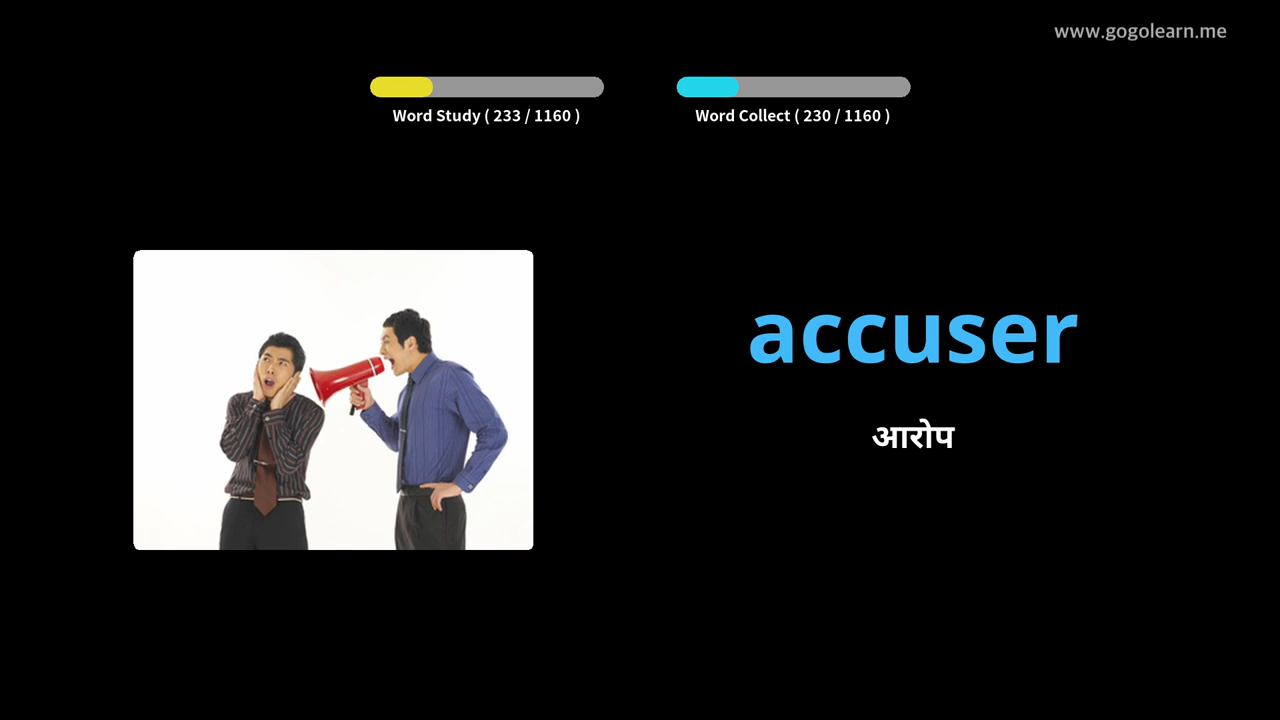 www.gogolearn.me
Word Study ( 233 / 1160 )
Word Collect ( 230 / 1160 )
accuser
आरोप